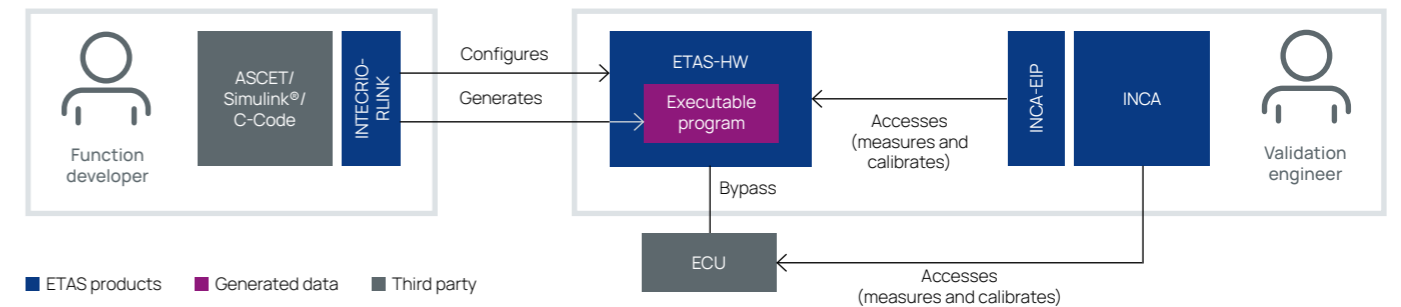 Function
developer
ASCET/
Simulink®/
C-Code
INTECRIO-
RLINK
Configures
Generates
ETAS-HW
Executable
program
Bypass
Accesses
(measures and
calibrates)
INCA-EIP
INCA
Validation
engineer
ECU
Accesses
(measures and calibrates)
ETAS products
Generated data
Third party